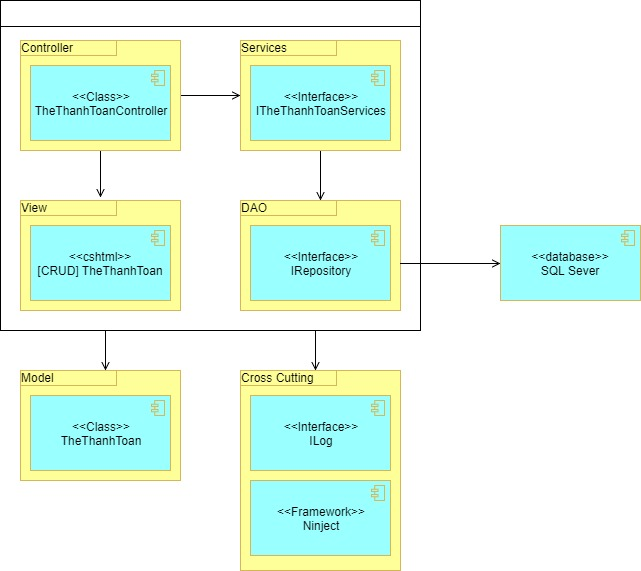 Controller
<<Class>>
TheThanhToanController
Services
<<Interface>>
ITheThanhToanServices
View
<<cshtml>>
[CRUD] TheThanhToan
DAO
<<Interface>>
IRepository
<<database>>
SQL Sever
Model
<<Class>>
TheThanhToan
Cross Cutting
<<Interface>>
ILog
<<Framework>>
Ninject